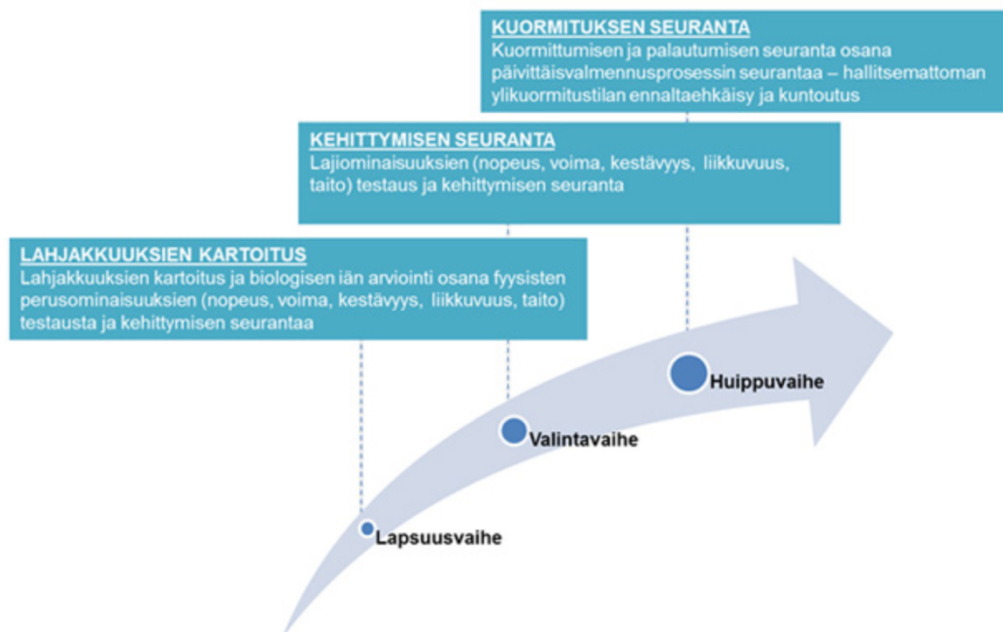 KUORMITUKSEN SEURANTA
Kuormittumisen ja palautumisen seuranta osana
päivittäisvalmennusprosessin seurantaa – hallitsemattoman
ylikuormitustilan ennaltaehkäisy ja kuntoutus
KEHITTYMISEN SEURANTA
Lajiominaisuuksien (nopeus, voima, kestävyys, liikkuvuus,
taito) testaus ja kehittymisen seuranta
LAHJAKKUUKSIEN KARTOITUS
Lahjakkuuksien kartoitus ja biologisen iän arviointi osana fyysisten
perusominaisuuksien (nopeus, voima, kestävyys, liikkuvuus, taito)
testausta ja kehittymisen seurantaa
Huippuvaihe
Valintavaihe
Lapsuusvaihe